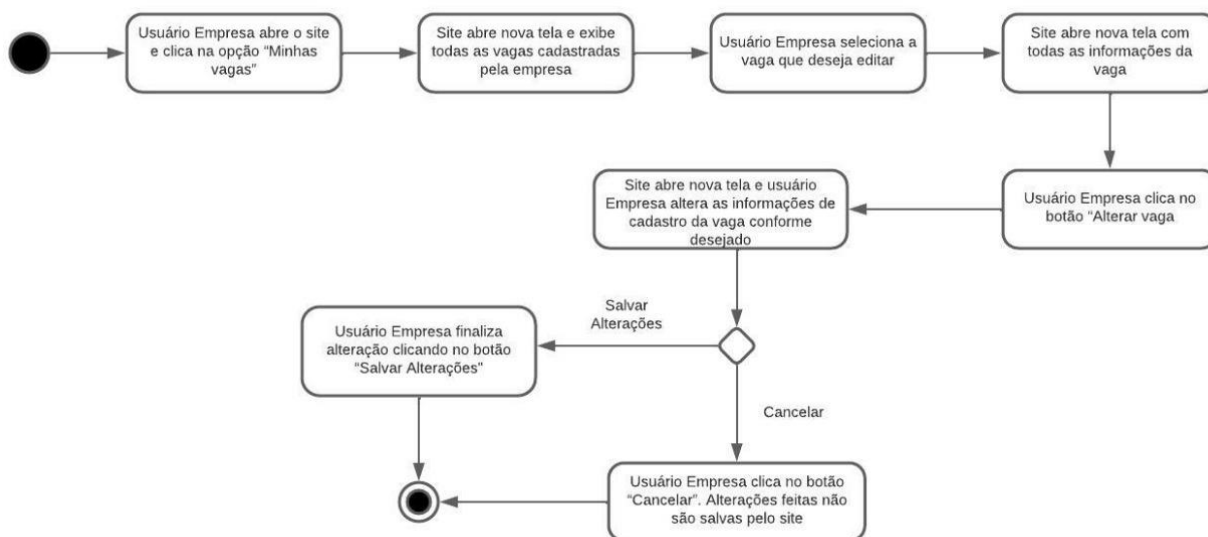 Usuário Empresa abre o site
e clica na opção “Minhas
vagas”
Site abre nova tela e exibe
todas as vagas cadastradas
pela empresa
Usuário Empresa seleciona a
vaga que deseja editar
Site abre nova tela com
todas as informações da
vaga
Usuário Empresa clica no
botão “Alterar vaga
Site abre nova tela e usuário
Empresa altera as informações de
cadastro da vaga conforme
desejado
Salvar
Alterações
Usuário Empresa finaliza
alteração clicando no botão
“Salvar Alterações"
Cancelar
Usuário Empresa clica no botão
“Cancelar”. Alterações feitas não
são salvas pelo site